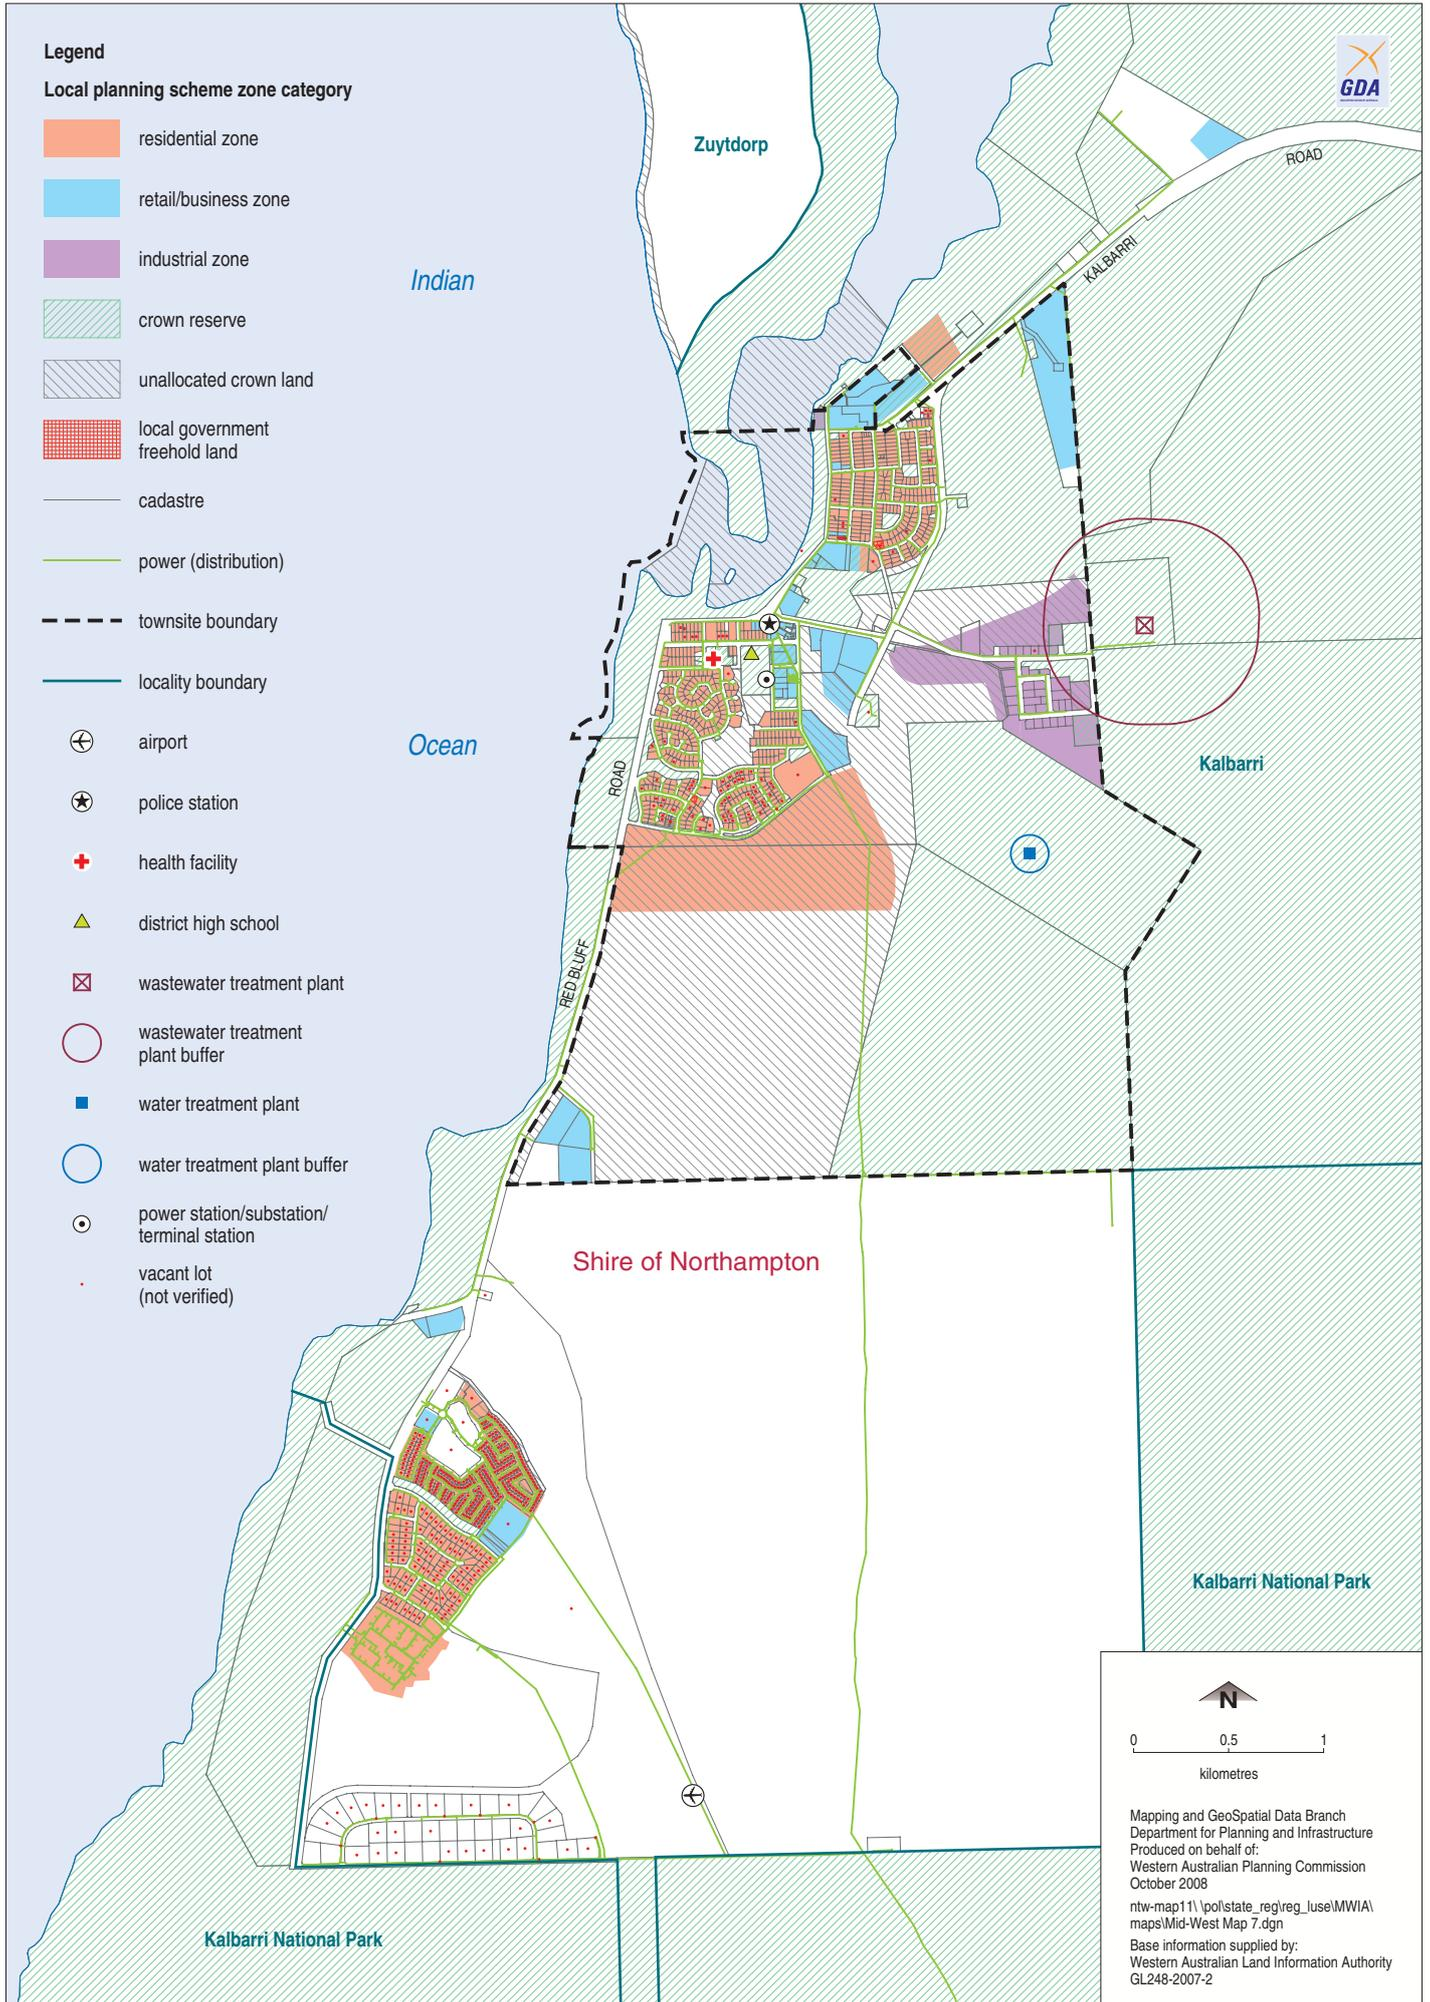 Legend
Local planning scheme zone category
residential zone
retail/business zone
industrial zone
crown reserve
unallocated crown land
local government
freehold land
cadastre
power (distribution)
townsite boundary
locality boundary
airport
police station
health facility
district high school
wastewater treatment plant
wastewater treatment
plant buffer
water treatment plant
water treatment plant buffer
power station/substation/
terminal station
vacant lot
(not verified)
GDA
Zuytdorp
ROAD
KALBARRI
Indian
Ocean
ROAD
Kalbarri
RED BLUFF
Shire of Northampton
Kalbarri National Park
Kalbarri National Park
N
0 0.5 1
kilometres
Mapping and GeoSpatial Data Branch
Department for Planning and Infrastructure
Produced on behalf of:
Western Australian Planning Commission
October 2008
ntw-map11\ \pol\state_reg\reg_luse\MWIA\
maps\Mid-West Map 7.dgn
Base information supplied by:
Western Australian Land Information Authority
GL248-2007-2